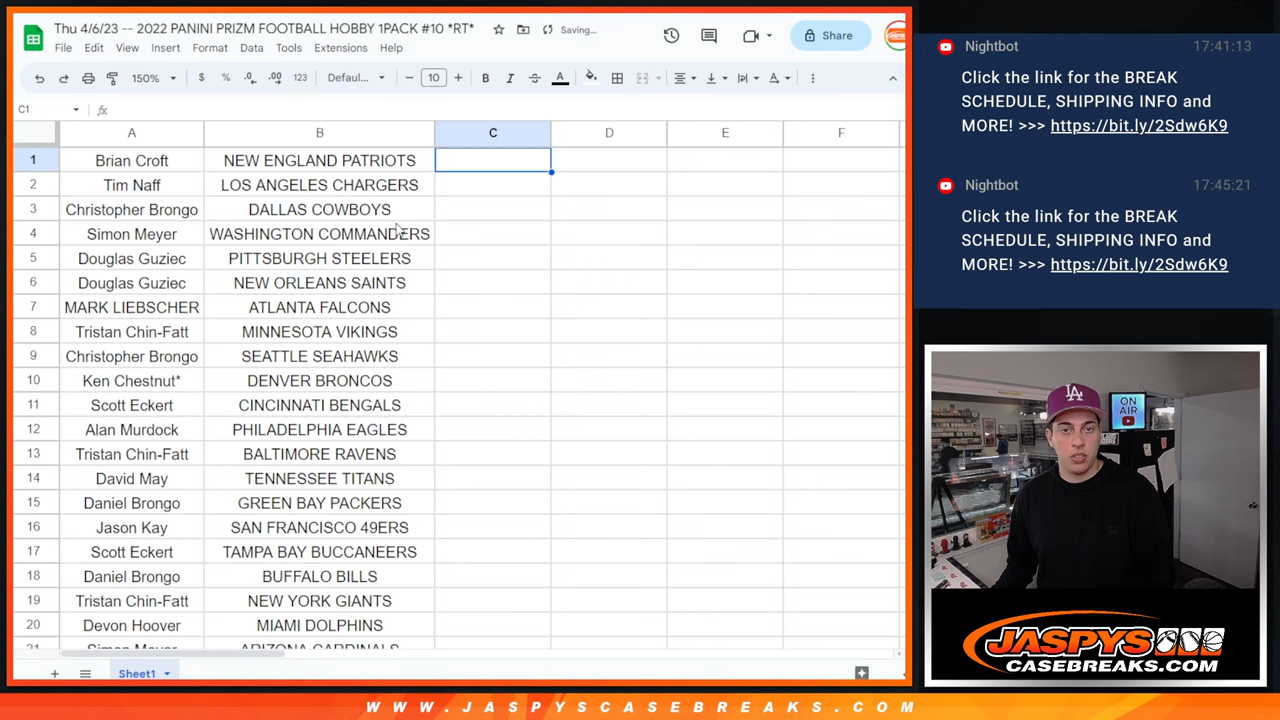 Thu 4/6/23 -- 2022 PANINI PRIZM FOOTBALL HOBBY 1PACK #10 *RT*
Saving...
File Edit View Insert Format Data Tools Extensions Help
Share
150% $ % .0 .00 123 Defaul... − 10 + B I S A
C1 fx
A B C D E F
1 Brian Croft NEW ENGLAND PATRIOTS
2 Tim Naff LOS ANGELES CHARGERS
3 Christopher Brongo DALLAS COWBOYS
4 Simon Meyer WASHINGTON COMMANDERS
5 Douglas Guziec PITTSBURGH STEELERS
6 Douglas Guziec NEW ORLEANS SAINTS
7 MARK LIEBSCHER ATLANTA FALCONS
8 Tristan Chin-Fatt MINNESOTA VIKINGS
9 Christopher Brongo SEATTLE SEAHAWKS
10 Ken Chestnut* DENVER BRONCOS
11 Scott Eckert CINCINNATI BENGALS
12 Alan Murdock PHILADELPHIA EAGLES
13 Tristan Chin-Fatt BALTIMORE RAVENS
14 David May TENNESSEE TITANS
15 Daniel Brongo GREEN BAY PACKERS
16 Jason Kay SAN FRANCISCO 49ERS
17 Scott Eckert TAMPA BAY BUCCANEERS
18 Daniel Brongo BUFFALO BILLS
19 Tristan Chin-Fatt NEW YORK GIANTS
20 Devon Hoover MIAMI DOLPHINS
21 Simon Meyer ARIZONA CARDINALS
Sheet1
Nightbot 17:41:13
Click the link for the BREAK
SCHEDULE, SHIPPING INFO and
MORE! >>> https://bit.ly/2Sdw6K9
Nightbot 17:45:21
Click the link for the BREAK
SCHEDULE, SHIPPING INFO and
MORE! >>> https://bit.ly/2Sdw6K9
ON
AIR
LA
JASPYS
CASEBREAKS.COM
WWW.JASPYSCASEBREAKS.COM